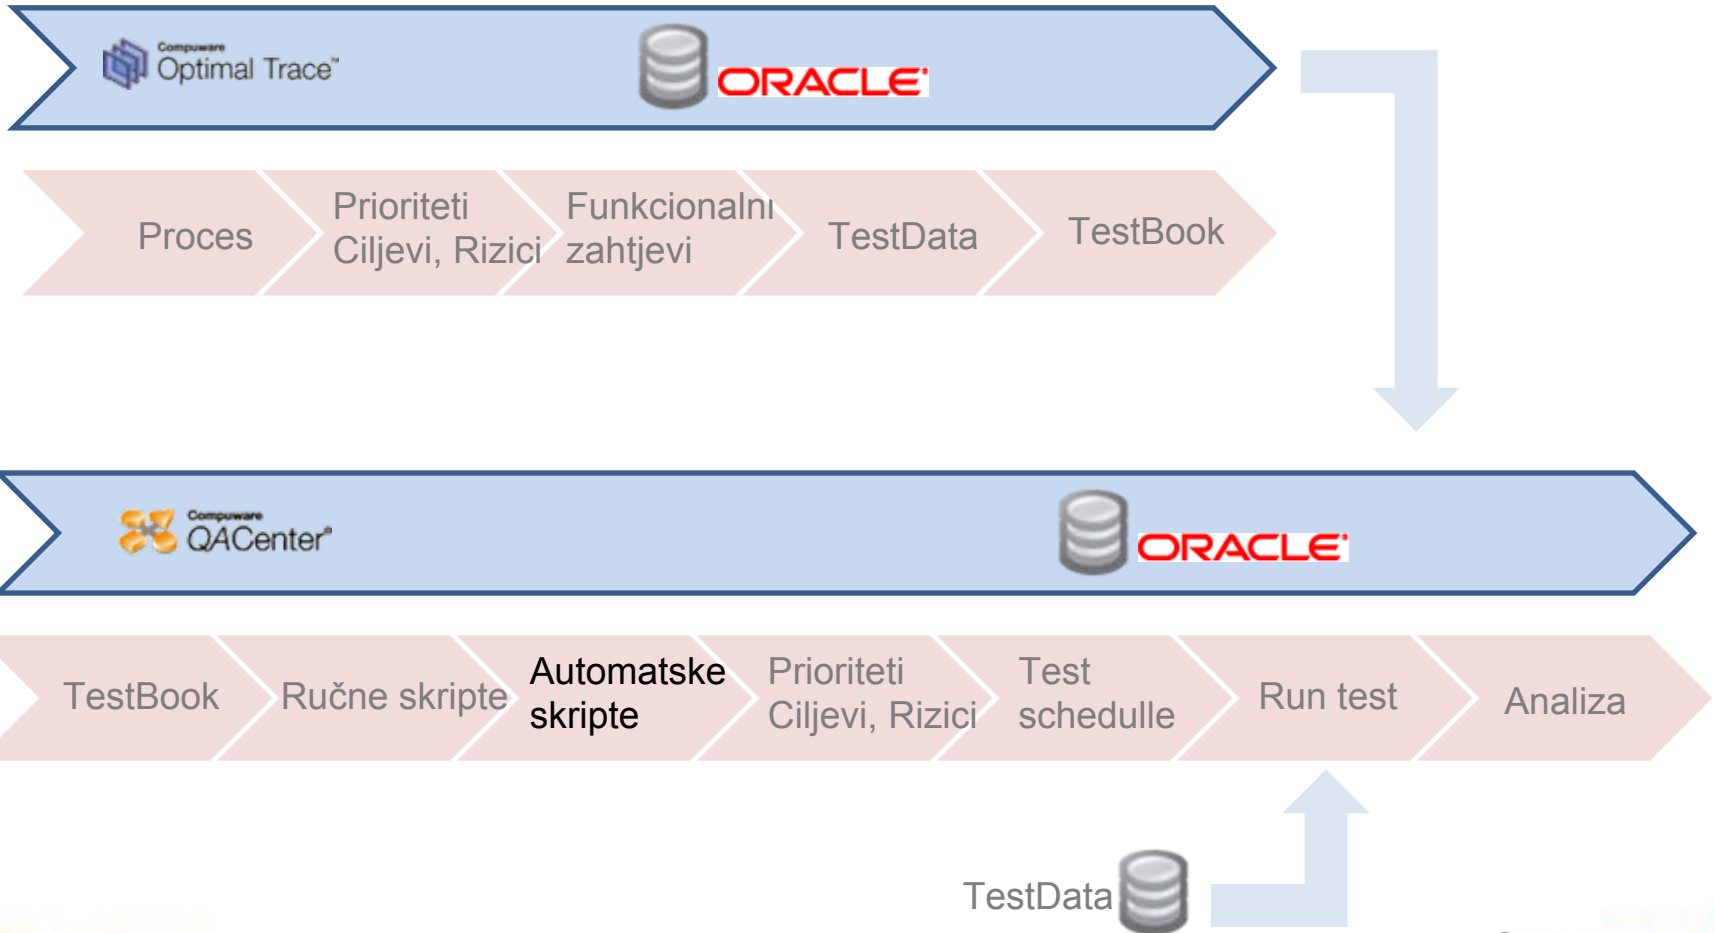 Compuware
Optimal Trace™
ORACLE®
Proces
Prioriteti
Ciljevi, Rizici
Funkcionalni
zahtjevi
TestData
TestBook
Compuware
QACenter®
ORACLE®
TestBook
Ručne skripte
Automatske
skripte
Prioriteti
Ciljevi, Rizici
Test
schedulle
Run test
Analiza
TestData